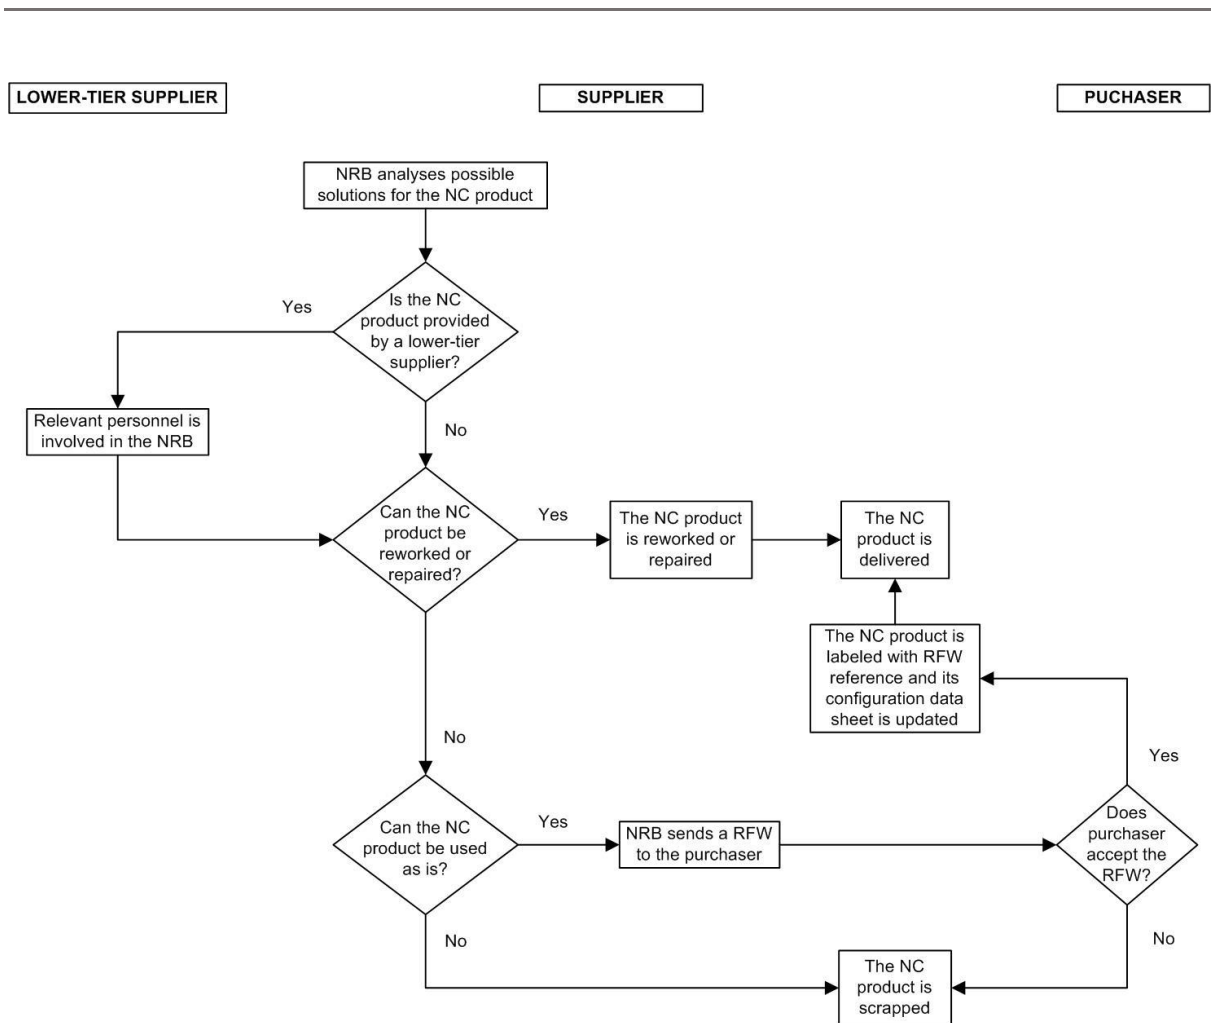 LOWER-TIER SUPPLIER
SUPPLIER
PUCHASER
NRB analyses possible
solutions for the NC product
Is the NC
product provided
by a lower-tier
supplier?
Yes
Relevant personnel is
involved in the NRB
No
Can the NC
product be
reworked or
repaired?
Yes
The NC product
is reworked or
repaired
The NC
product is
delivered
The NC product is
labeled with RFW
reference and its
configuration data
sheet is updated
No
Yes
Can the NC
product be used
as is?
Yes
NRB sends a RFW
to the purchaser
Does
purchaser
accept the
RFW?
No
No
The NC
product is
scrapped